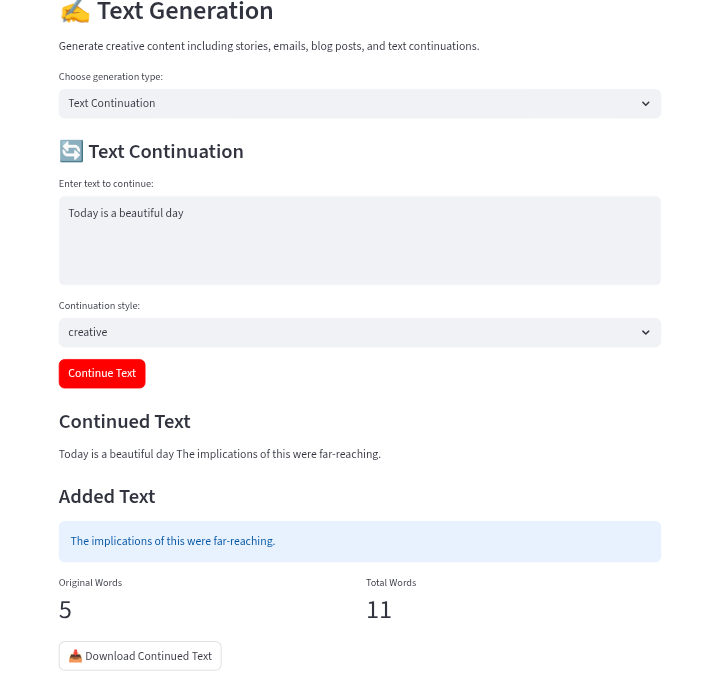 ✍️ Text Generation
Generate creative content including stories, emails, blog posts, and text continuations.
Choose generation type:
Text Continuation
🔄 Text Continuation
Enter text to continue:
Today is a beautiful day
Continuation style:
creative
Continue Text
Continued Text
Today is a beautiful day The implications of this were far-reaching.
Added Text
The implications of this were far-reaching.
Original Words
Total Words
5
11
📥 Download Continued Text